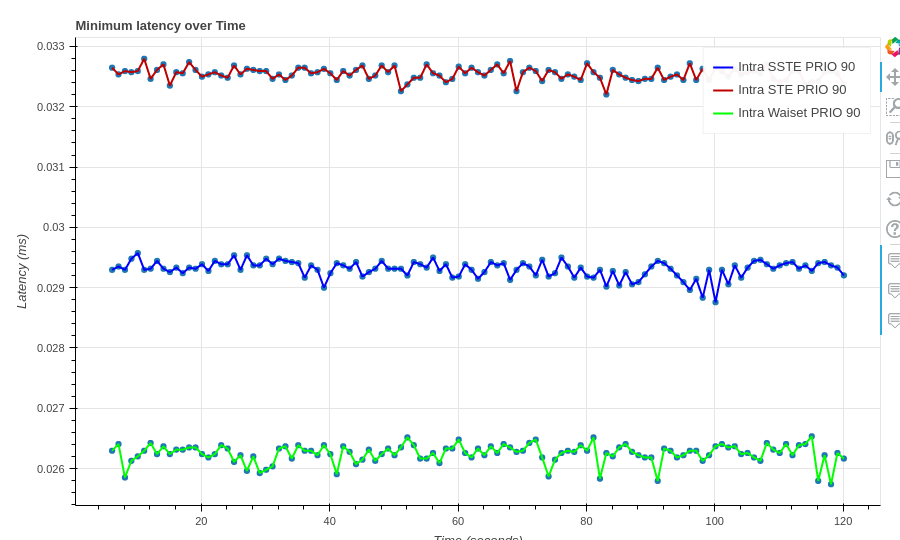 Minimum latency over Time
0.033
0.032
0.031
0.03
0.029
0.028
0.027
0.026
Latency (ms)
Intra SSTE PRIO 90
Intra STE PRIO 90
Intra Waiset PRIO 90
20
40
60
80
100
120
Time (seconds)